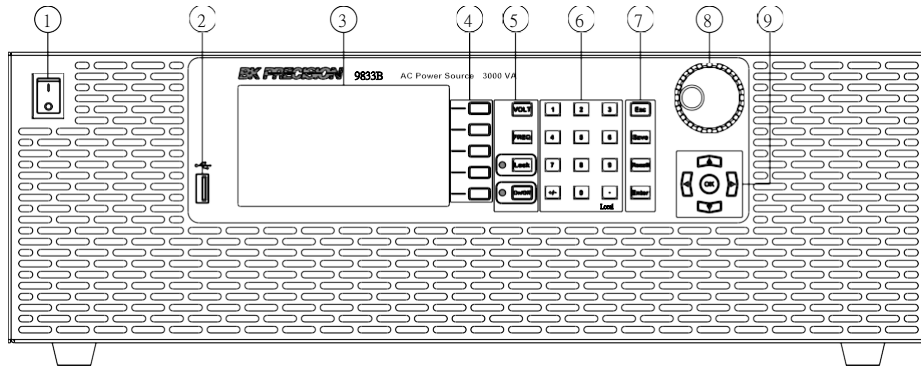 1 2 3 4 5 6 7 8 9
BK PRECISION 9833B AC Power Source 3000 VA
VOLT 1 2 3 Esc
FREQ 4 5 6 Save
Lock 7 8 9 Recall
On/Off +/- 0 . Enter
Local
OK